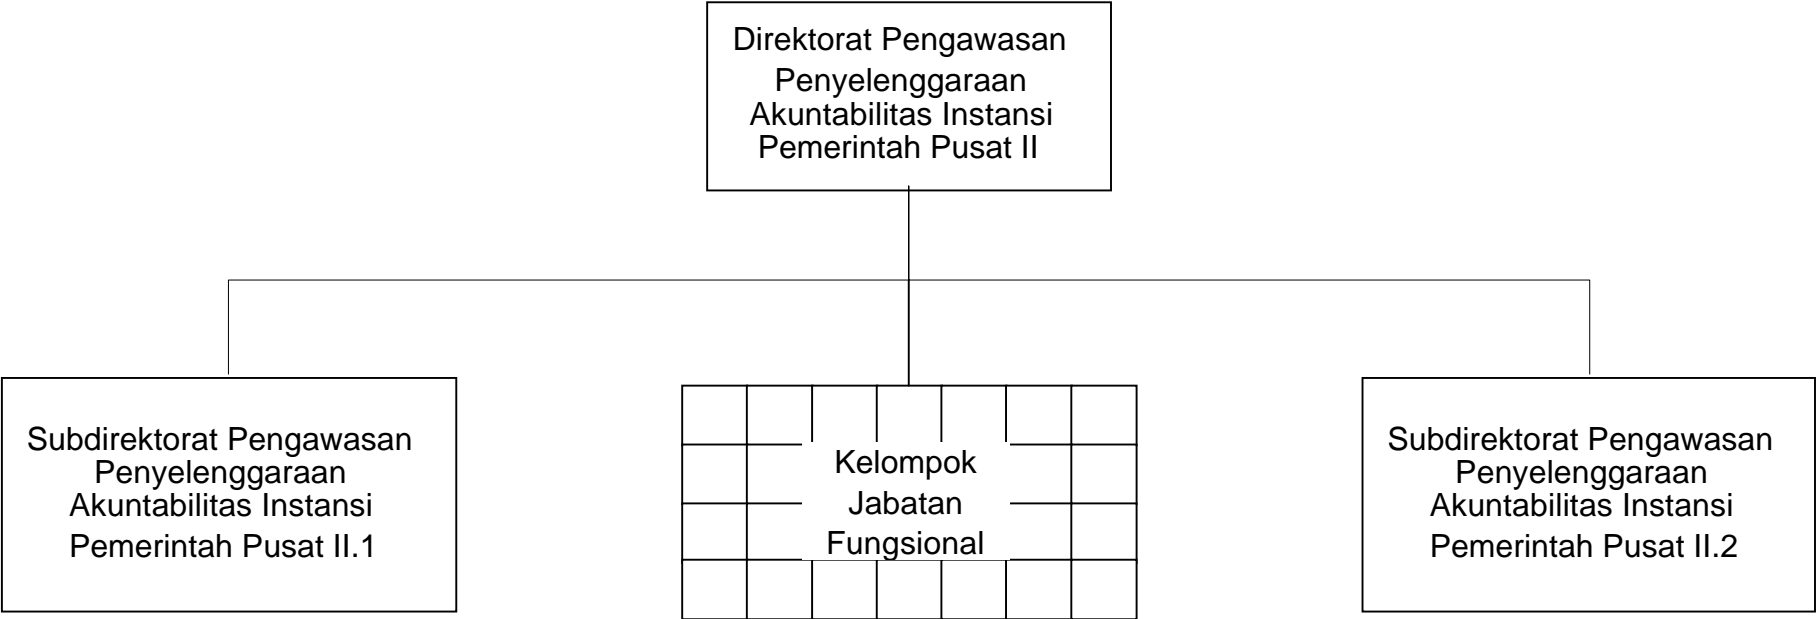 Direktorat Pengawasan
Penyelenggaraan
Akuntabilitas Instansi
Pemerintah Pusat II
Subdirektorat Pengawasan
Penyelenggaraan
Akuntabilitas Instansi
Pemerintah Pusat II.1
Kelompok
Jabatan
Fungsional
Subdirektorat Pengawasan
Penyelenggaraan
Akuntabilitas Instansi
Pemerintah Pusat II.2